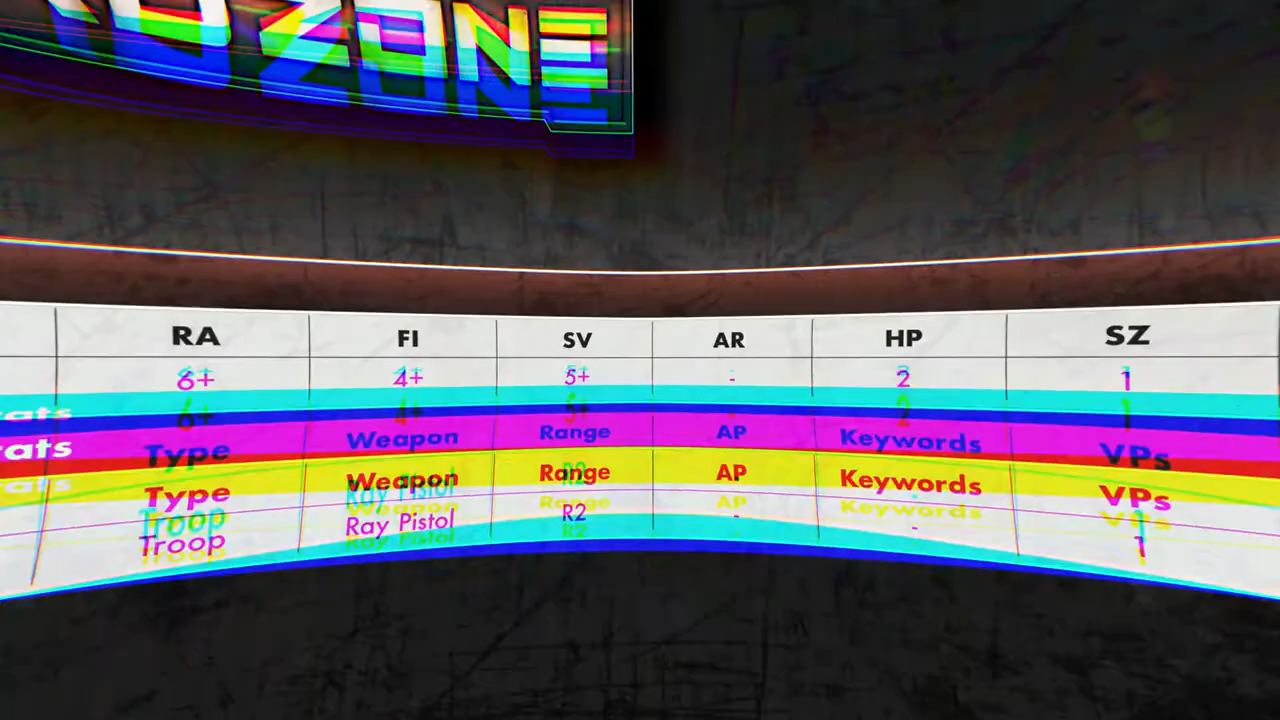 ZONE
RA FI SV AR HP SZ
6+ 4+ 5+ - 2 1
Type Weapon Range AP Keywords VPs
Troop Ray Pistol R2 - - 1